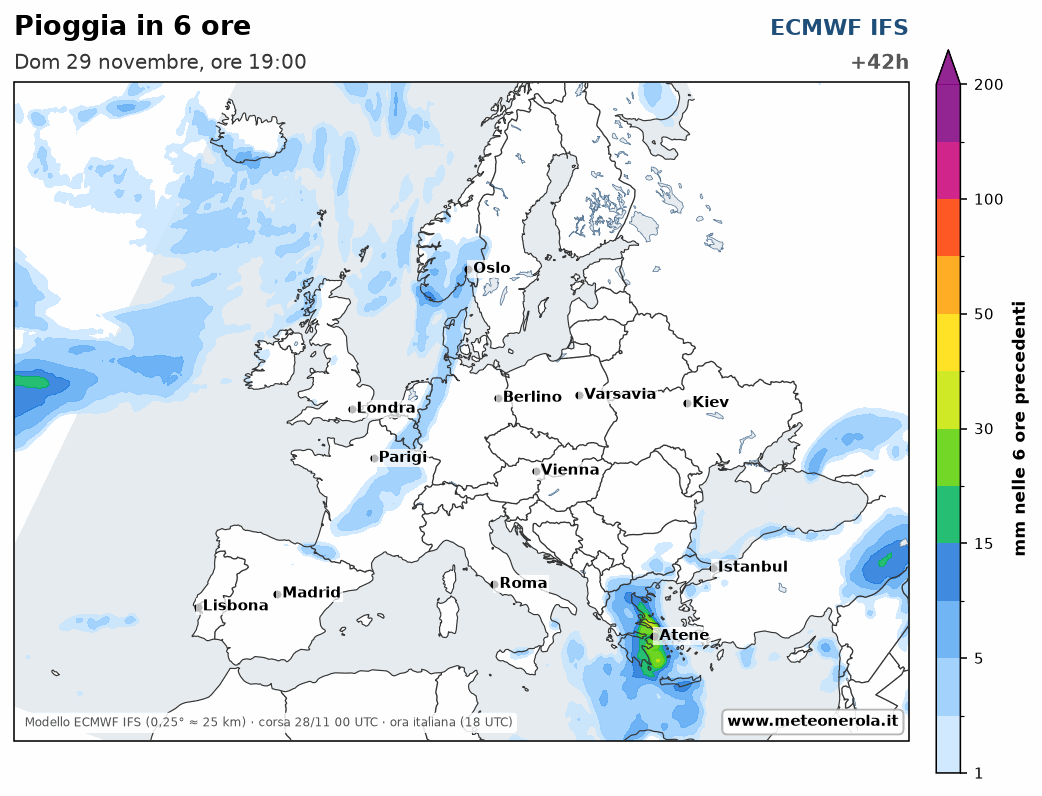 Pioggia in 6 ore
ECMWF IFS
Dom 29 novembre, ore 19:00
+42h
200
100
50
30
15
5
1
mm nelle 6 ore precedenti
Oslo
Berlino
Varsavia
Kiev
Londra
Parigi
Vienna
Istanbul
Roma
Madrid
Lisbona
Atene
Modello ECMWF IFS (0,25° ≈ 25 km) · corsa 28/11 00 UTC · ora italiana (18 UTC)
www.meteonerola.it